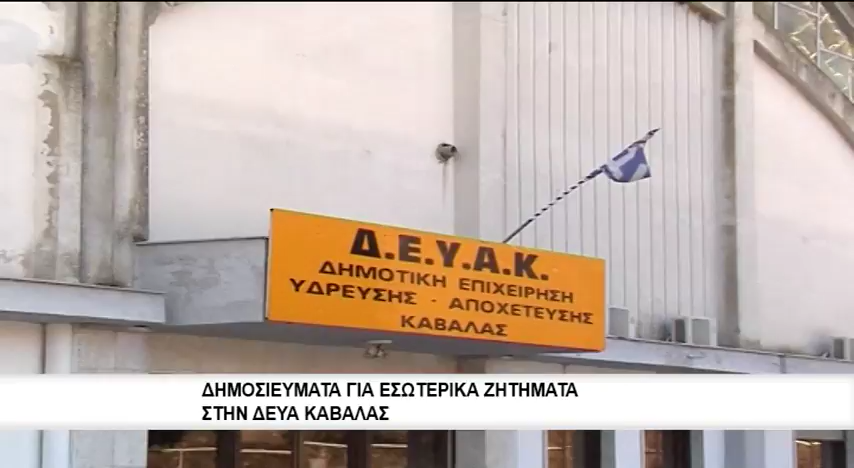 Δ.Ε.Υ.Α.Κ.
ΔΗΜΟΤΙΚΗ ΕΠΙΧΕΙΡΗΣΗ
ΥΔΡΕΥΣΗΣ - ΑΠΟΧΕΤΕΥΣΗΣ
ΚΑΒΑΛΑΣ
ΔΗΜΟΣΙΕΥΜΑΤΑ ΓΙΑ ΕΣΩΤΕΡΙΚΑ ΖΗΤΗΜΑΤΑ
ΣΤΗΝ ΔΕΥΑ ΚΑΒΑΛΑΣ